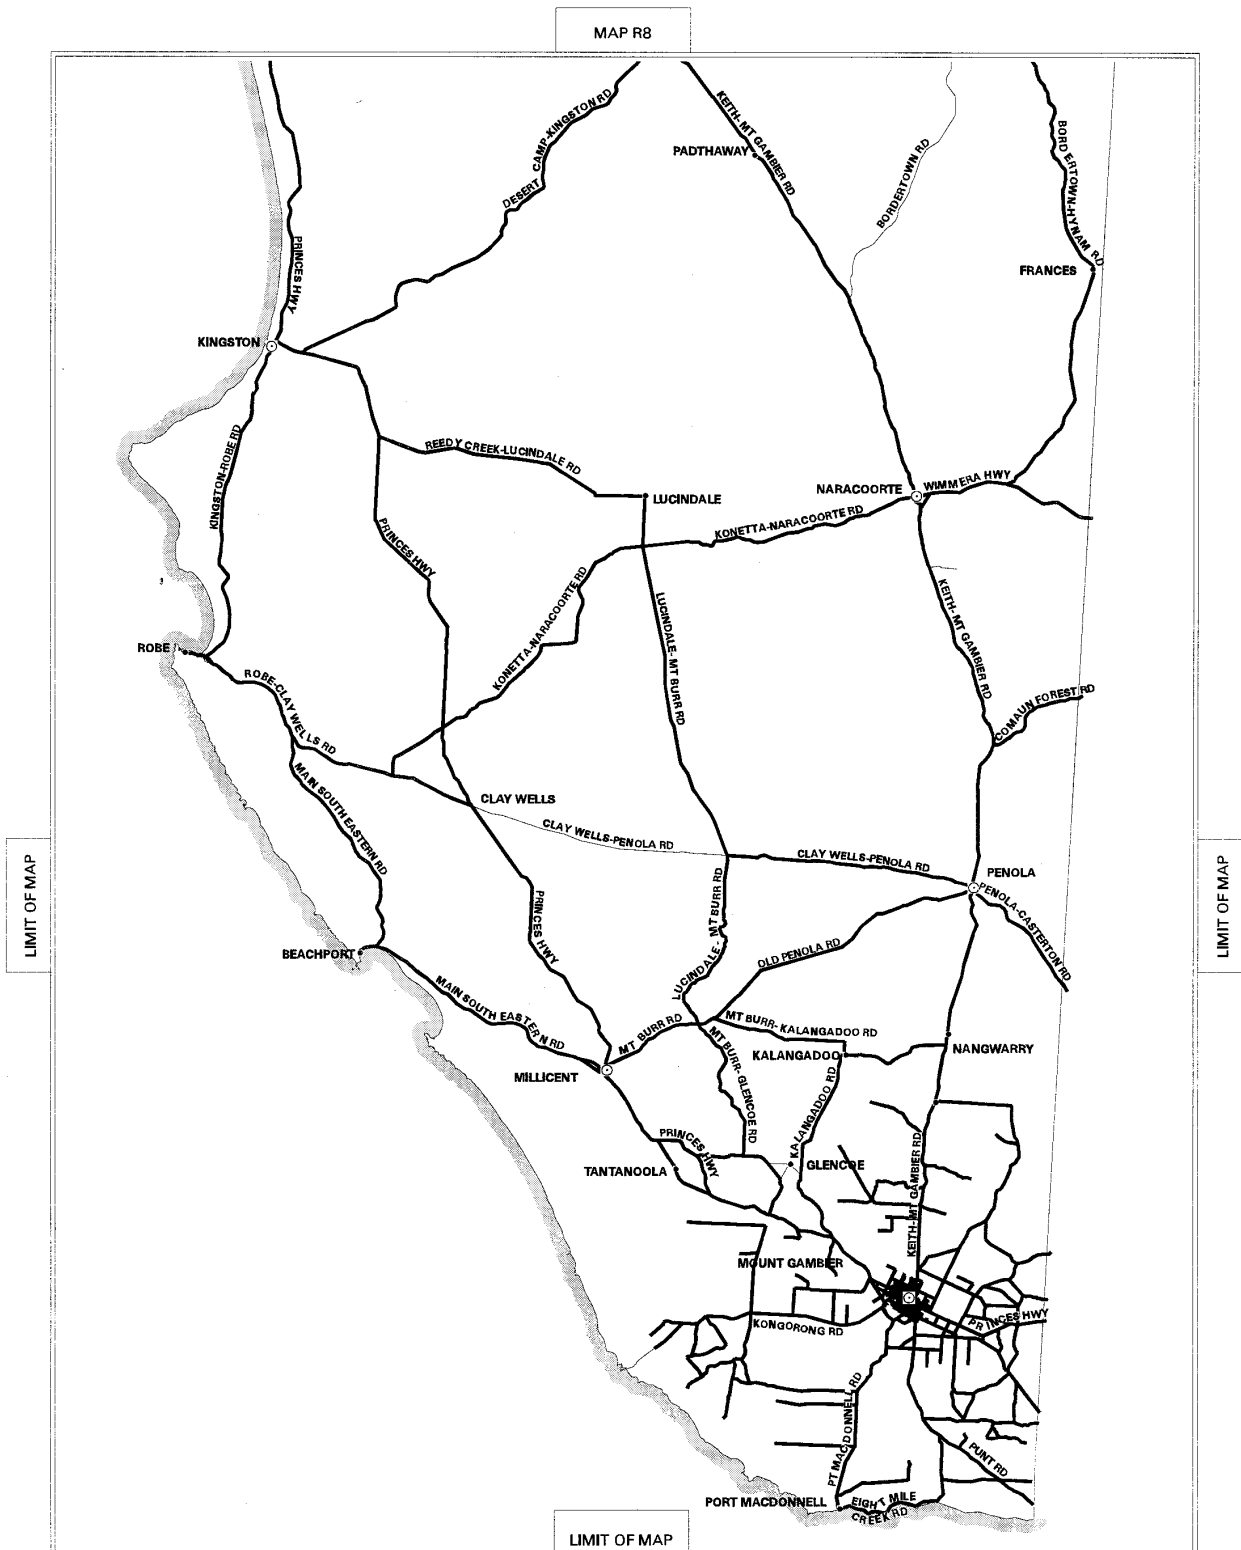 MAP R8
KEITH- MT GAMBIER RD
DESERT CAMP-KINGSTON RD
PADTHAWAY
BORDERTOWN RD
BORDERTOWN-HYNAM RD
FRANCES
PRINCES HWY
KINGSTON
KINGSTON-ROBE RD
REEDY CREEK-LUCINDALE RD
LUCINDALE
NARACOORTE
WIMMERA HWY
KONETTA-NARACOORTE RD
PRINCES HWY
KONETTA-NARACOORTE RD
LUCINDALE- MT BURR RD
KEITH- MT GAMBIER RD
ROBE
ROBE-CLAY WELLS RD
COMAUN FOREST RD
MAIN SOUTH EASTERN RD
CLAY WELLS
CLAY WELLS-PENOLA RD
CLAY WELLS-PENOLA RD
LIMIT OF MAP
LIMIT OF MAP
PENOLA
PENOLA-CASTERTON RD
PRINCES HWY
LUCINDALE - MT BURR RD
OLD PENOLA RD
BEACHPORT
MAIN SOUTH EASTERN RD
MT BURR RD
MT BURR- KALANGADOO RD
KALANGADOO
NANGWARRY
MILLICENT
MT BURR- GLENCOE RD
KALANGADOO RD
PRINCES HWY
GLENCOE
TANTANOOLA
KEITH- MT GAMBIER RD
MOUNT GAMBIER
PRINCES HWY
KONGORONG RD
PT MACDONNELL RD
PUNT RD
PORT MACDONNELL
EIGHT MILE
CREEK RD
LIMIT OF MAP